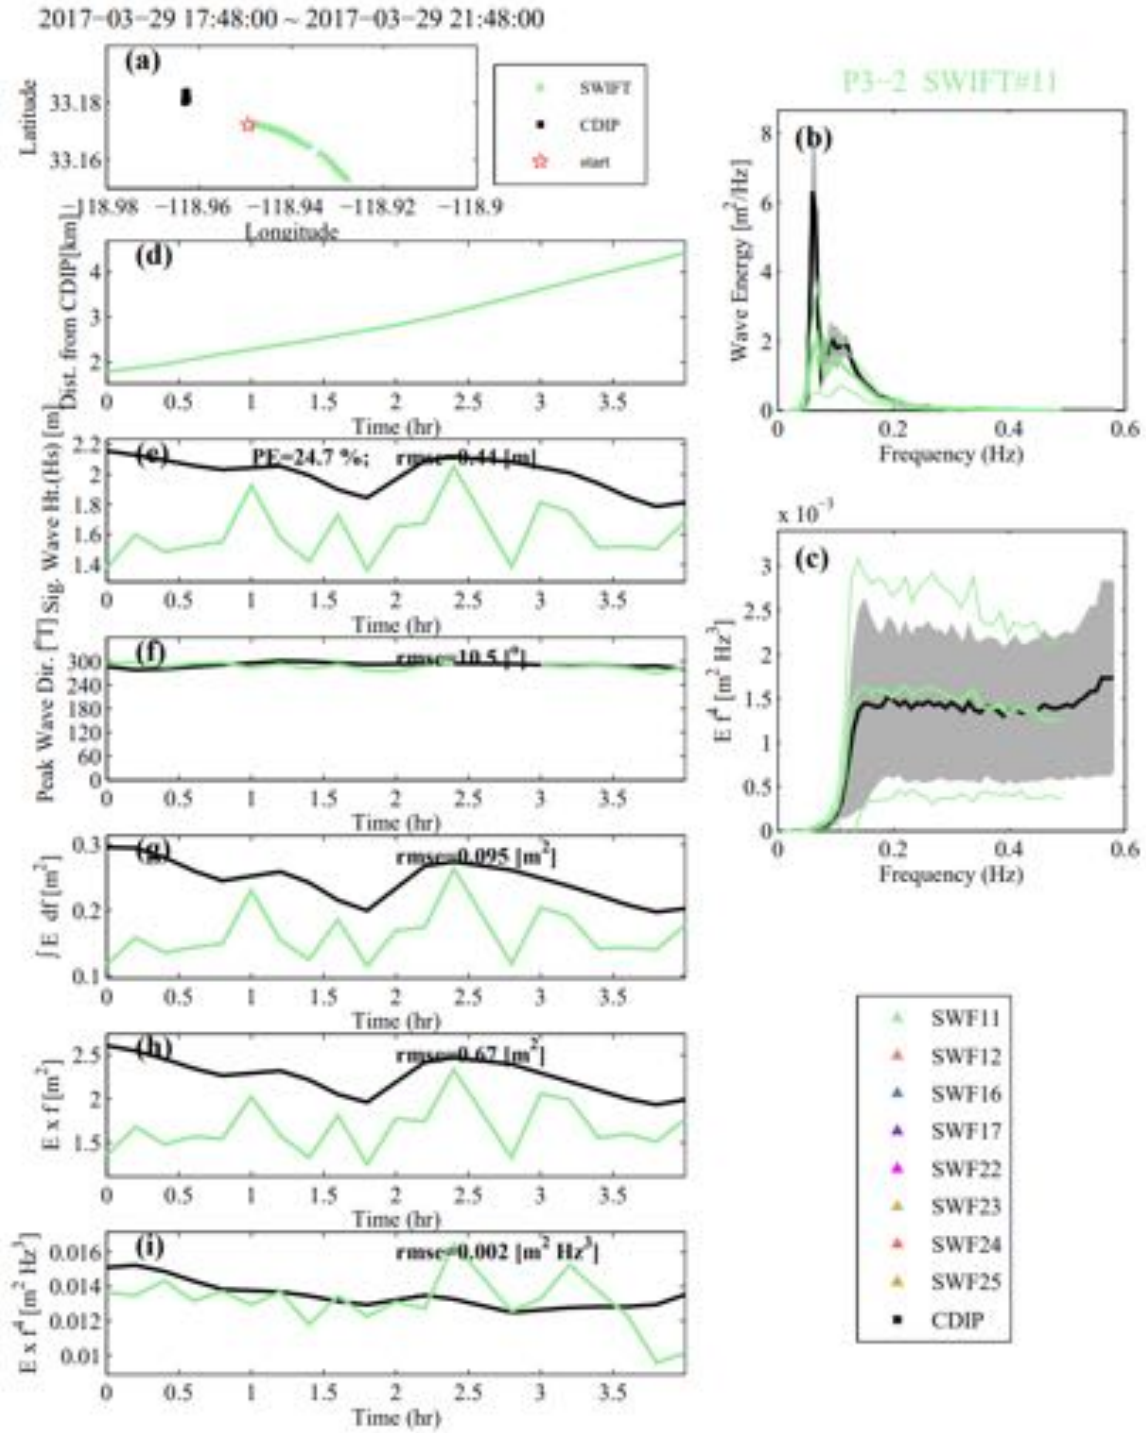 2017-03-29 17:48:00 ~ 2017-03-29 21:48:00
(a)
Latitude
33.18
33.16
-118.98 -118.96 -118.94 -118.92 -118.9
Longitude
SWIFT
CDIP
start
P3-2 SWIFT#11
(b)
Wave Energy [m²/Hz]
8
6
4
2
0
0 0.2 0.4 0.6
Frequency (Hz)
(d)
Dist. from CDIP[km]
4
3
2
0 0.5 1 1.5 2 2.5 3 3.5
Time (hr)
(e)
PE=24.7 %; rmse=0.44 [m]
Sig. Wave Ht.(Hs) [m]
2.2
2
1.8
1.6
1.4
0 0.5 1 1.5 2 2.5 3 3.5
Time (hr)
(c)
x 10⁻³
E f⁴ [m² Hz³]
3
2.5
2
1.5
1
0.5
0
0 0.2 0.4 0.6
Frequency (Hz)
(f)
rmse=10.5 [°]
Peak Wave Dir. [°T]
300
240
180
120
60
0
0 0.5 1 1.5 2 2.5 3 3.5
Time (hr)
(g)
rmse=0.095 [m²]
∫E df [m²]
0.3
0.2
0.1
0 0.5 1 1.5 2 2.5 3 3.5
Time (hr)
(h)
rmse=0.67 [m²]
E x f [m²]
2.5
2
1.5
0 0.5 1 1.5 2 2.5 3 3.5
Time (hr)
(i)
rmse=0.002 [m² Hz³]
E x f⁴ [m² Hz³]
0.016
0.014
0.012
0.01
0 0.5 1 1.5 2 2.5 3 3.5
Time (hr)
SWF11
SWF12
SWF16
SWF17
SWF22
SWF23
SWF24
SWF25
CDIP